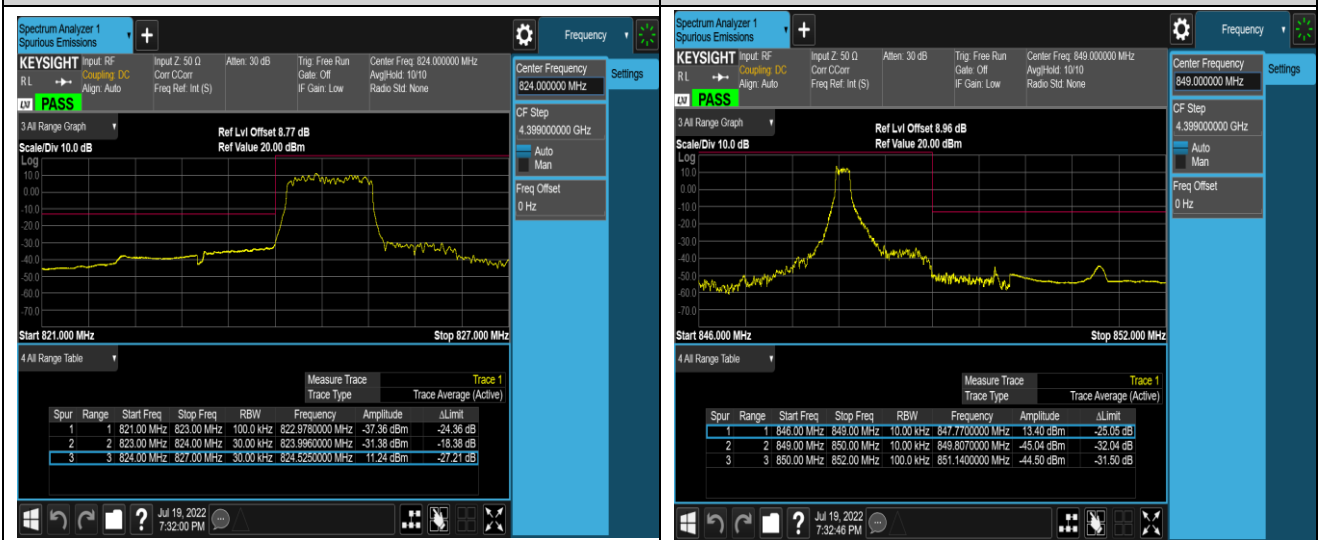 Spectrum Analyzer 1
Spurious Emissions
+
Frequency
KEYSIGHT
RL
LXI
PASS
Input: RF
Coupling: DC
Align: Auto
Input Z: 50 Ω
Corr CCorr
Freq Ref: Int (S)
Atten: 30 dB
Trig: Free Run
Gate: Off
IF Gain: Low
Center Freq: 824.000000 MHz
Avg|Hold: 10/10
Radio Std: None
Center Frequency
824.000000 MHz
Settings
CF Step
4.399000000 GHz
Auto
Man
Freq Offset
0 Hz
3 All Range Graph
Scale/Div 10.0 dB
Ref Lvl Offset 8.77 dB
Ref Value 20.00 dBm
Log
10.0
0.00
-10.0
-20.0
-30.0
-40.0
-50.0
-60.0
-70.0
Start 821.000 MHz
Stop 827.000 MHz
4 All Range Table
Measure Trace Trace 1
Trace Type Trace Average (Active)
Spur Range Start Freq Stop Freq RBW Frequency Amplitude ΔLimit
1 1 821.00 MHz 823.00 MHz 100.0 kHz 822.9780000 MHz -37.36 dBm -24.36 dB
2 2 823.00 MHz 824.00 MHz 30.00 kHz 823.9960000 MHz -31.38 dBm -18.38 dB
3 3 824.00 MHz 827.00 MHz 30.00 kHz 824.5250000 MHz 11.24 dBm -27.21 dB
?
Jul 19, 2022
7:32:00 PM
Spectrum Analyzer 1
Spurious Emissions
+
Frequency
KEYSIGHT
RL
LXI
PASS
Input: RF
Coupling: DC
Align: Auto
Input Z: 50 Ω
Corr CCorr
Freq Ref: Int (S)
Atten: 30 dB
Trig: Free Run
Gate: Off
IF Gain: Low
Center Freq: 849.000000 MHz
Avg|Hold: 10/10
Radio Std: None
Center Frequency
849.000000 MHz
Settings
CF Step
4.399000000 GHz
Auto
Man
Freq Offset
0 Hz
3 All Range Graph
Scale/Div 10.0 dB
Ref Lvl Offset 8.96 dB
Ref Value 20.00 dBm
Log
10.0
0.00
-10.0
-20.0
-30.0
-40.0
-50.0
-60.0
-70.0
Start 846.000 MHz
Stop 852.000 MHz
4 All Range Table
Measure Trace Trace 1
Trace Type Trace Average (Active)
Spur Range Start Freq Stop Freq RBW Frequency Amplitude ΔLimit
1 1 846.00 MHz 849.00 MHz 10.00 kHz 847.7700000 MHz 13.40 dBm -25.05 dB
2 2 849.00 MHz 850.00 MHz 10.00 kHz 849.8070000 MHz -45.04 dBm -32.04 dB
3 3 850.00 MHz 852.00 MHz 100.0 kHz 851.1400000 MHz -44.50 dBm -31.50 dB
?
Jul 19, 2022
7:32:46 PM